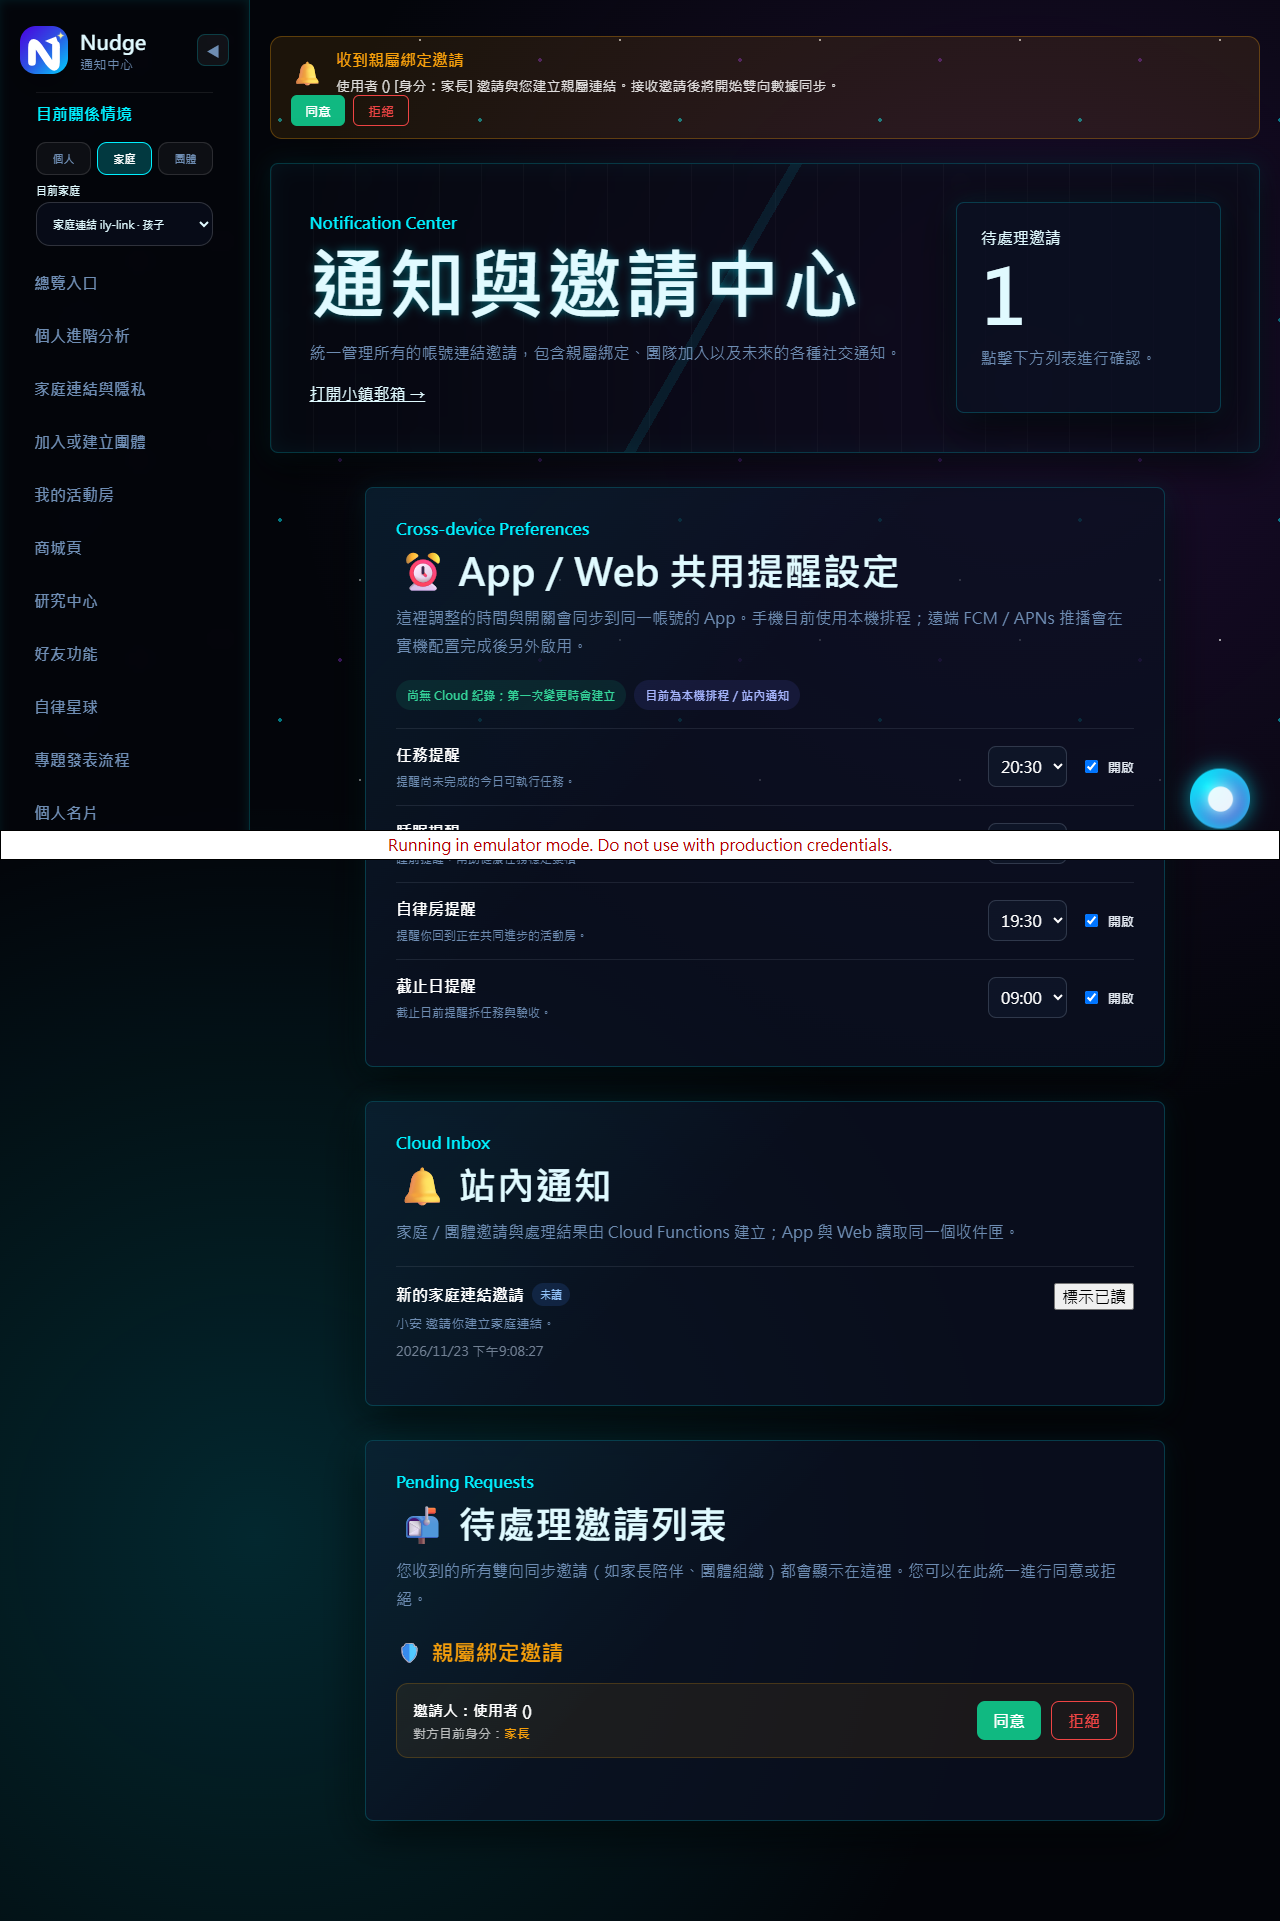 Nudge
通知中心
◀
目前關係情境
個人
家庭
團體
目前家庭
家庭連結 ily-link · 孩子
總覽入口
個人進階分析
家庭連結與隱私
加入或建立團體
我的活動房
商城頁
研究中心
好友功能
自律星球
專題發表流程
個人名片
收到親屬綁定邀請
使用者 () [身分：家長] 邀請與您建立親屬連結。接收邀請後將開始雙向數據同步。
同意
拒絕
Notification Center
通知與邀請中心
統一管理所有的帳號連結邀請，包含親屬綁定、團隊加入以及未來的各種社交通知。
打開小鎮郵箱 →
待處理邀請
1
點擊下方列表進行確認。
Cross-device Preferences
App / Web 共用提醒設定
這裡調整的時間與開關會同步到同一帳號的 App。手機目前使用本機排程；遠端 FCM / APNs 推播會在
實機配置完成後另外啟用。
尚無 Cloud 紀錄；第一次變更時會建立
目前為本機排程 / 站內通知
任務提醒
提醒尚未完成的今日可執行任務。
20:30
開啟
Running in emulator mode. Do not use with production credentials.
自律房提醒
提醒你回到正在共同進步的活動房。
19:30
開啟
截止日提醒
截止日前提醒拆任務與驗收。
09:00
開啟
Cloud Inbox
站內通知
家庭 / 團體邀請與處理結果由 Cloud Functions 建立；App 與 Web 讀取同一個收件匣。
新的家庭連結邀請
未讀
小安 邀請你建立家庭連結。
2026/11/23 下午9:08:27
標示已讀
Pending Requests
待處理邀請列表
您收到的所有雙向同步邀請（如家長陪伴、團體組織）都會顯示在這裡。您可以在此統一進行同意或拒
絕。
親屬綁定邀請
邀請人：使用者 ()
對方目前身分：家長
同意
拒絕